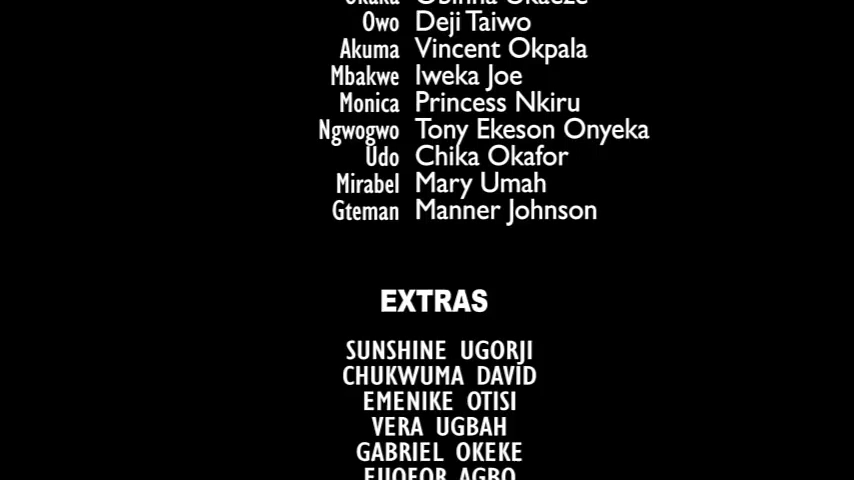 Owo Deji Taiwo
Akuma Vincent Okpala
Mbakwe Iweka Joe
Monica Princess Nkiru
Ngwogwo Tony Ekeson Onyeka
Udo Chika Okafor
Mirabel Mary Umah
Gteman Manner Johnson
EXTRAS
SUNSHINE UGORJI
CHUKWUMA DAVID
EMENIKE OTISI
VERA UGBAH
GABRIEL OKEKE
AGBO